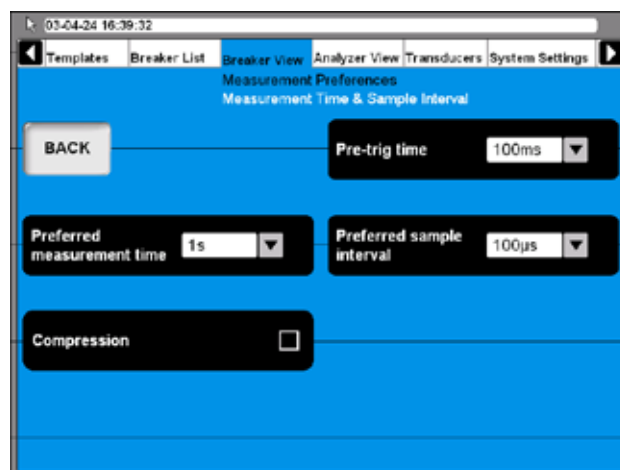 03-04-24 16:39:32
Templates Breaker List Breaker View Analyzer View Transducers System Settings
Measurement Preferences
Measurement Time & Sample Interval
BACK
Pre-trig time 100ms
Preferred measurement time 1s
Preferred sample interval 100µs
Compression